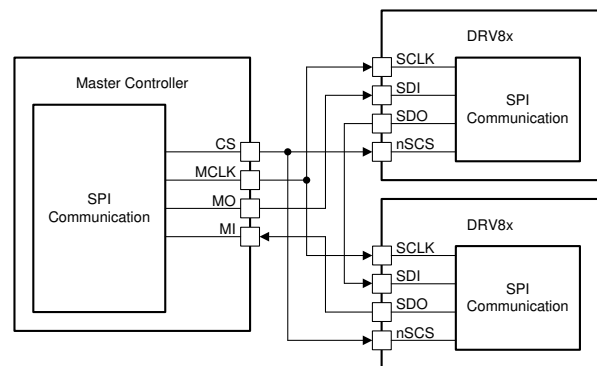 Master Controller
SPI
Communication
CS
MCLK
MO
MI
DRV8x
SCLK
SDI
SDO
nSCS
SPI
Communication
DRV8x
SCLK
SDI
SDO
nSCS
SPI
Communication